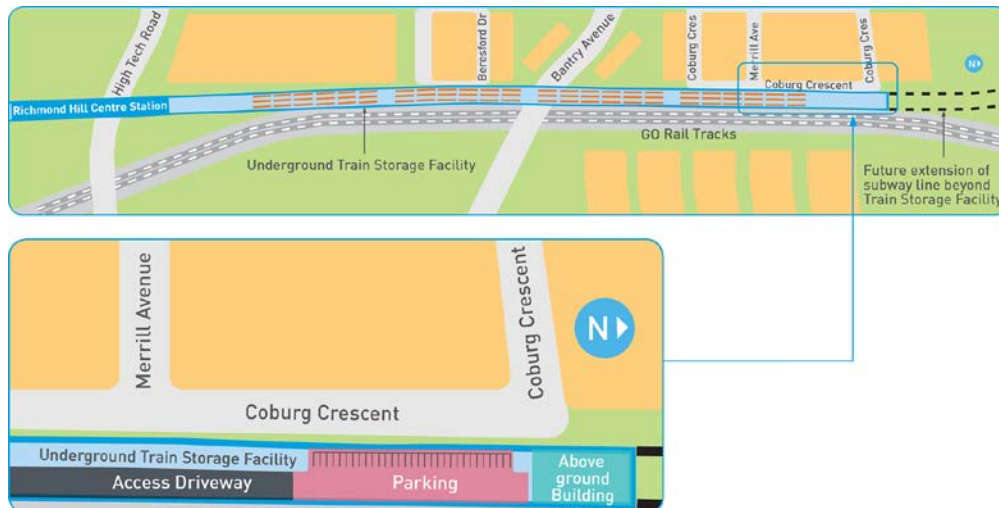 High Tech Road
Beresford Dr
Bantry Avenue
Coburg Cres
Merrill Ave
Coburg Cres
N
Coburg Crescent
Richmond Hill Centre Station
GO Rail Tracks
Underground Train Storage Facility
Future extension of
subway line beyond
Train Storage Facility
Merrill Avenue
Coburg Crescent
N
Coburg Crescent
Underground Train Storage Facility
Access Driveway
Parking
Above
ground
Building